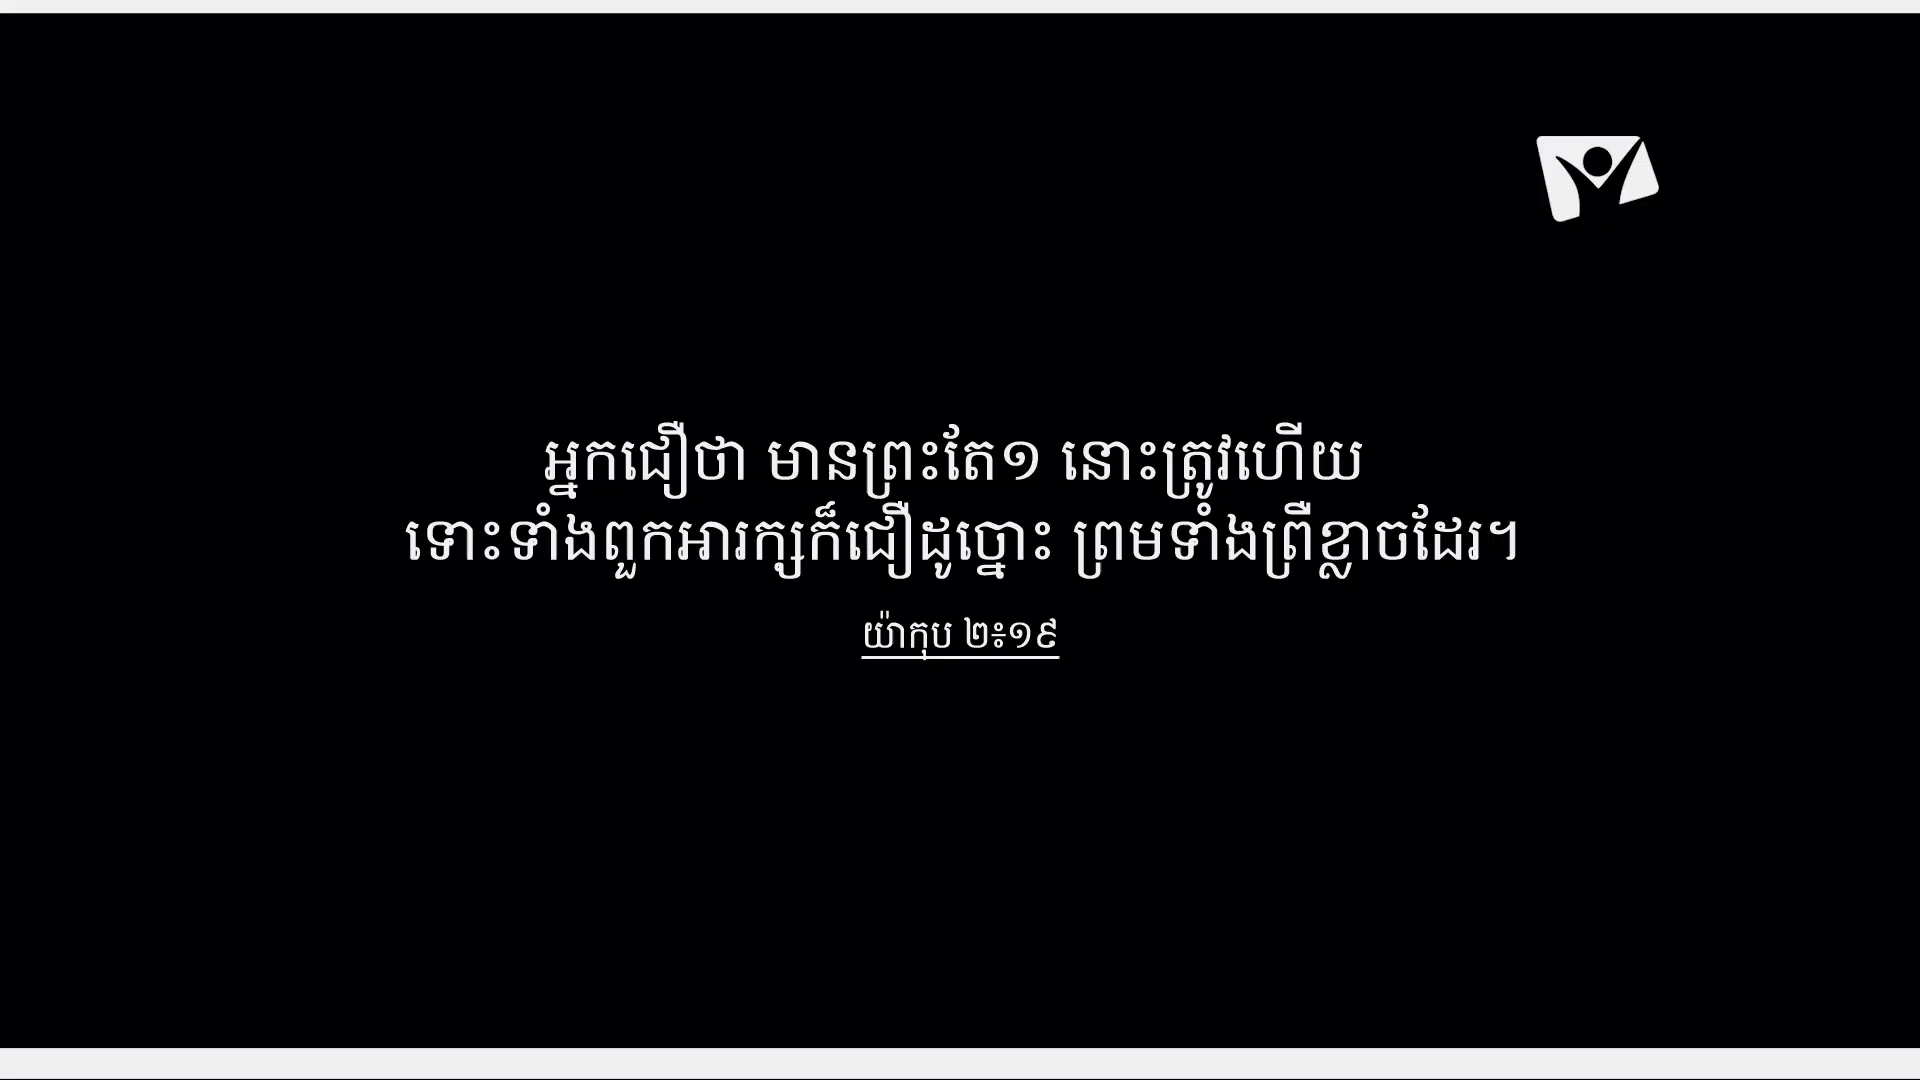 អ្នកជឿថា មានព្រះតែ១ នោះត្រូវហើយ
ទោះទាំងពួកអារក្សក៏ជឿដូច្នោះ ព្រមទាំងព្រឺខ្លាចដែរ។
យ៉ាកុប ២៖១៩